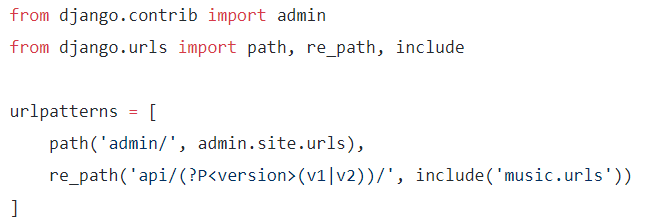 from django.contrib import admin
from django.urls import path, re_path, include
urlpatterns = [
    path('admin/', admin.site.urls),
    re_path('api/(?P<version>(v1|v2))/', include('music.urls'))
]